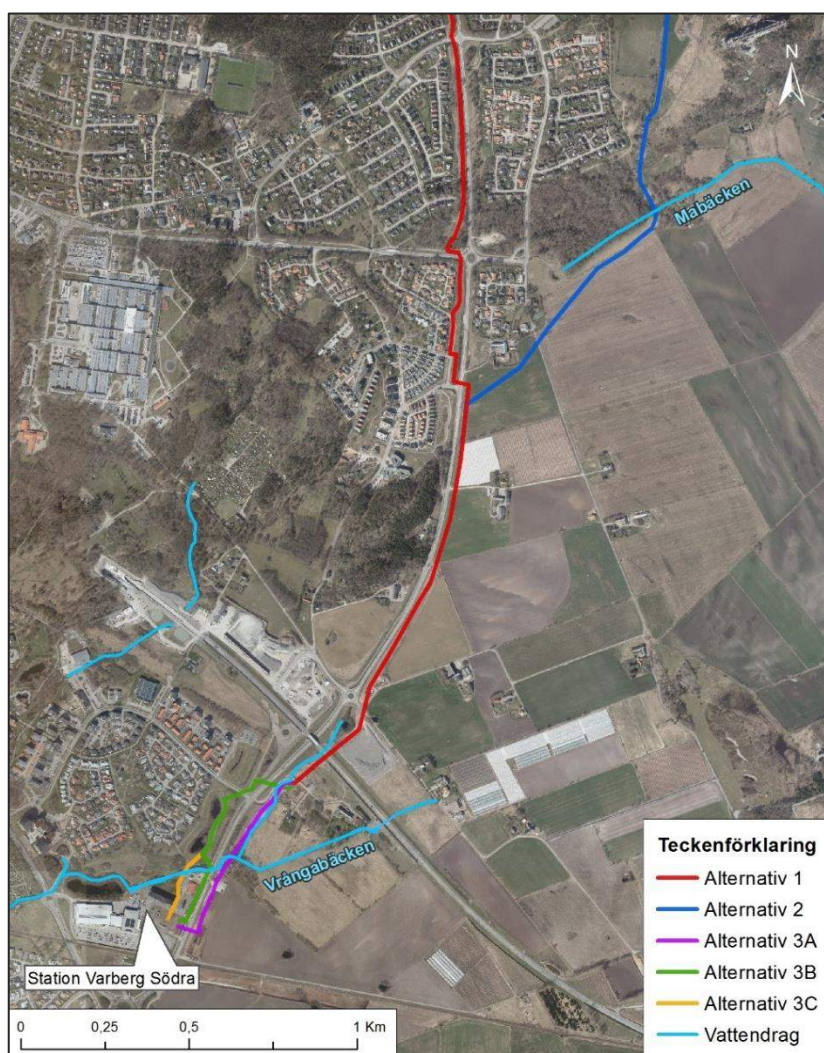 N
Mabäcken
Vrångabäcken
Station Varberg Södra
0 0,25 0,5 1 Km
Teckenförklaring
Alternativ 1
Alternativ 2
Alternativ 3A
Alternativ 3B
Alternativ 3C
Vattendrag